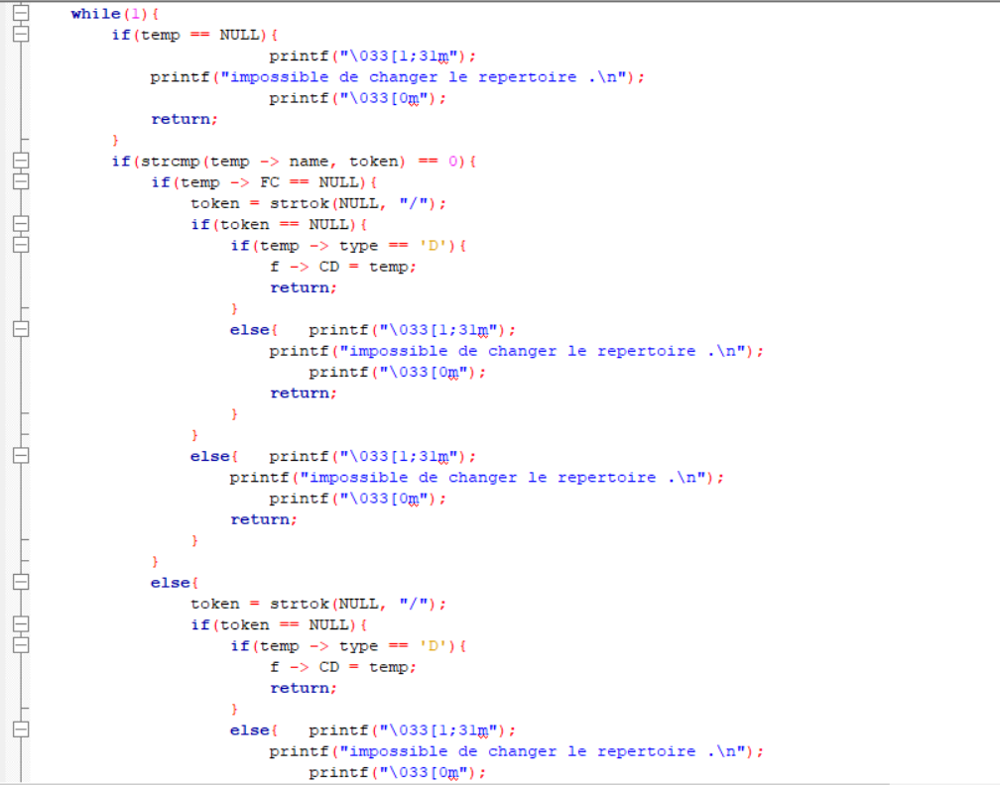 while(1){
if(temp == NULL){
printf("\033[1;31m");
printf("impossible de changer le repertoire .\n");
printf("\033[0m");
return;
}
if(strcmp(temp -> name, token) == 0){
if(temp -> FC == NULL){
token = strtok(NULL, "/");
if(token == NULL){
if(temp -> type == 'D'){
f -> CD = temp;
return;
}
else{   printf("\033[1;31m");
printf("impossible de changer le repertoire .\n");
printf("\033[0m");
return;
}
}
else{   printf("\033[1;31m");
printf("impossible de changer le repertoire .\n");
printf("\033[0m");
return;
}
}
else{
token = strtok(NULL, "/");
if(token == NULL){
if(temp -> type == 'D'){
f -> CD = temp;
return;
}
else{   printf("\033[1;31m");
printf("impossible de changer le repertoire .\n");
printf("\033[0m");